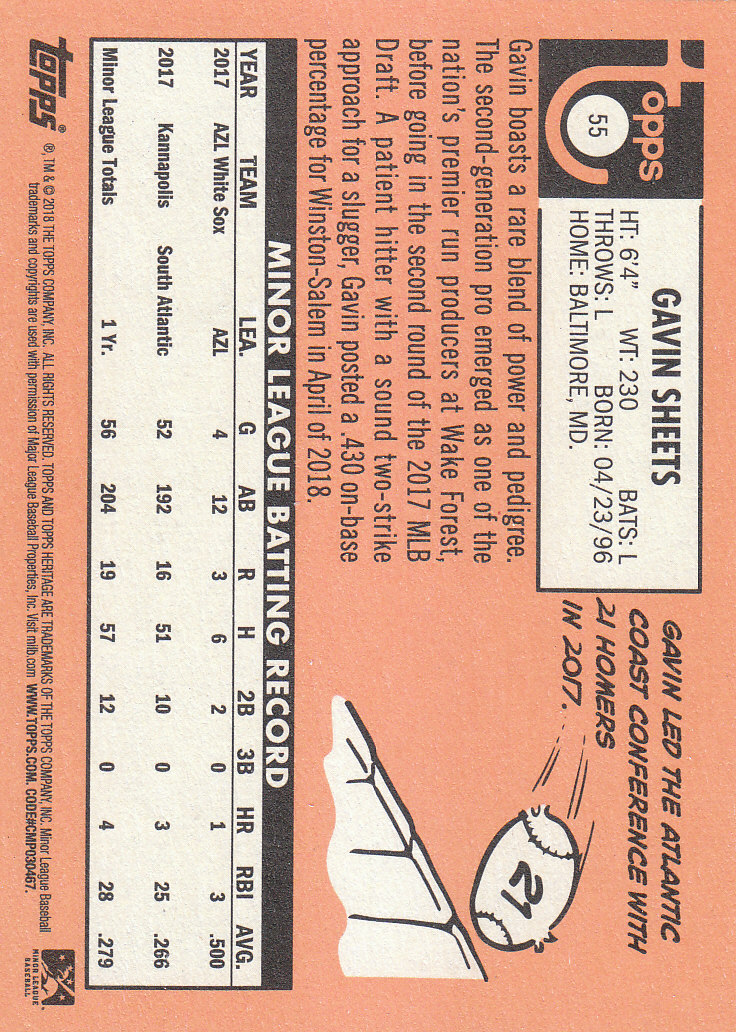 topps
55
GAVIN SHEETS
HT: 6'4" WT: 230 BATS: L
THROWS: L BORN: 04/23/96
HOME: BALTIMORE, MD.
GAVIN LED THE ATLANTIC
COAST CONFERENCE WITH
21 HOMERS
IN 2017.
21
Gavin boasts a rare blend of power and pedigree.
The second-generation pro emerged as one of the
nation's premier run producers at Wake Forest,
before going in the second round of the 2017 MLB
Draft. A patient hitter with a sound two-strike
approach for a slugger, Gavin posted a .430 on-base
percentage for Winston-Salem in April of 2018.
MINOR LEAGUE BATTING RECORD
YEAR TEAM LEA. G AB R H 2B 3B HR RBI AVG.
2017 AZL White Sox AZL 4 12 3 6 2 0 1 3 .500
2017 Kannapolis South Atlantic 52 192 16 51 10 0 3 25 .266
Minor League Totals 1 Yr. 56 204 19 57 12 0 4 28 .279
topps®
®, TM & © 2018 THE TOPPS COMPANY, INC. ALL RIGHTS RESERVED. TOPPS AND TOPPS HERITAGE ARE TRADEMARKS OF THE TOPPS COMPANY, INC. Minor League Baseball
trademarks and copyrights are used with permission of Major League Baseball Properties, Inc. Visit milb.com WWW.TOPPS.COM. CODE#CMP030467.
MINOR LEAGUE
BASEBALL